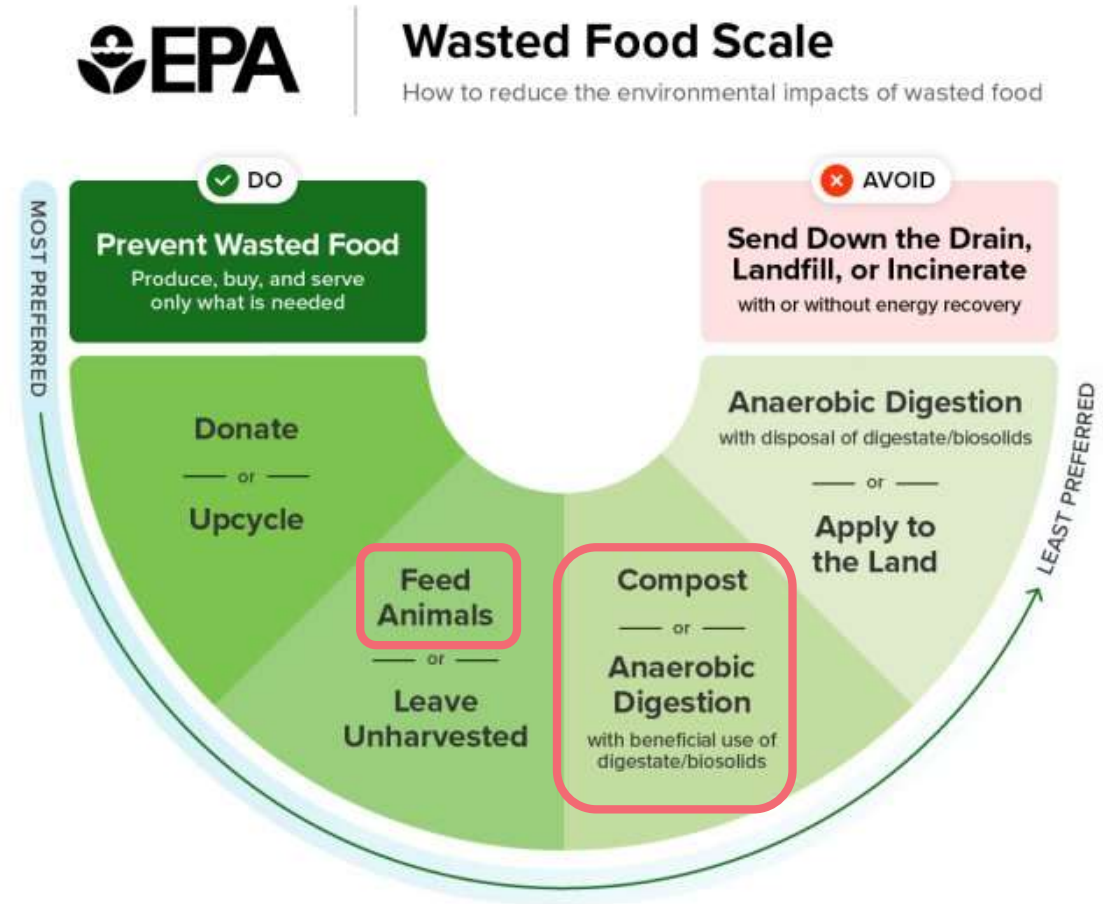 EPA
Wasted Food Scale
How to reduce the environmental impacts of wasted food
DO
Prevent Wasted Food
Produce, buy, and serve
only what is needed
AVOID
Send Down the Drain,
Landfill, or Incinerate
with or without energy recovery
MOST PREFERRED
Donate
or
Upcycle
Feed
Animals
or
Leave
Unharvested
Compost
or
Anaerobic
Digestion
with beneficial use of
digestate/biosolids
Anaerobic Digestion
with disposal of digestate/biosolids
or
Apply to
the Land
LEAST PREFERRED